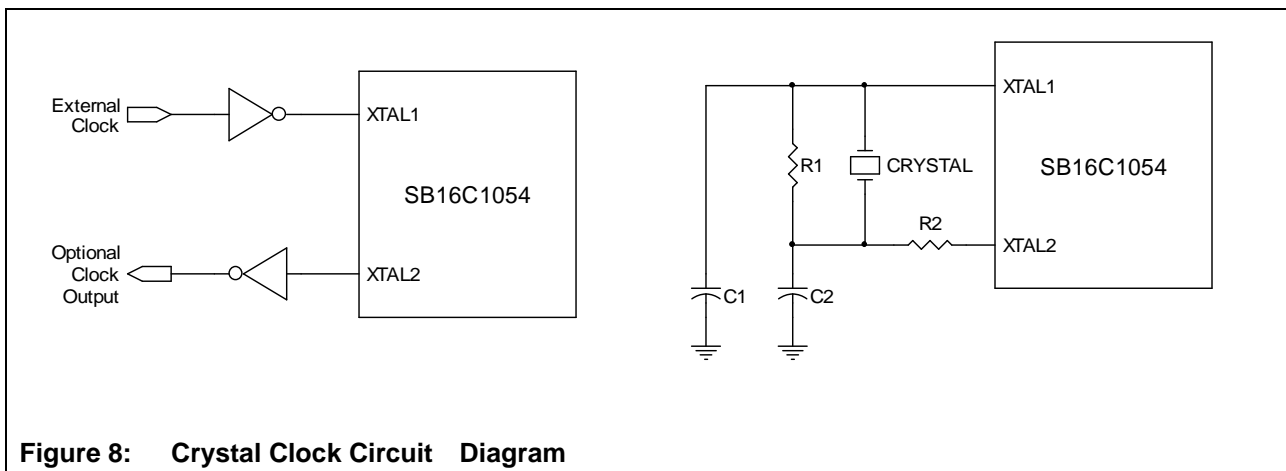 External
Clock
XTAL1
SB16C1054
Optional
Clock
Output
XTAL2
XTAL1
R1
CRYSTAL
SB16C1054
R2
XTAL2
C1
C2
Figure 8: Crystal Clock Circuit Diagram